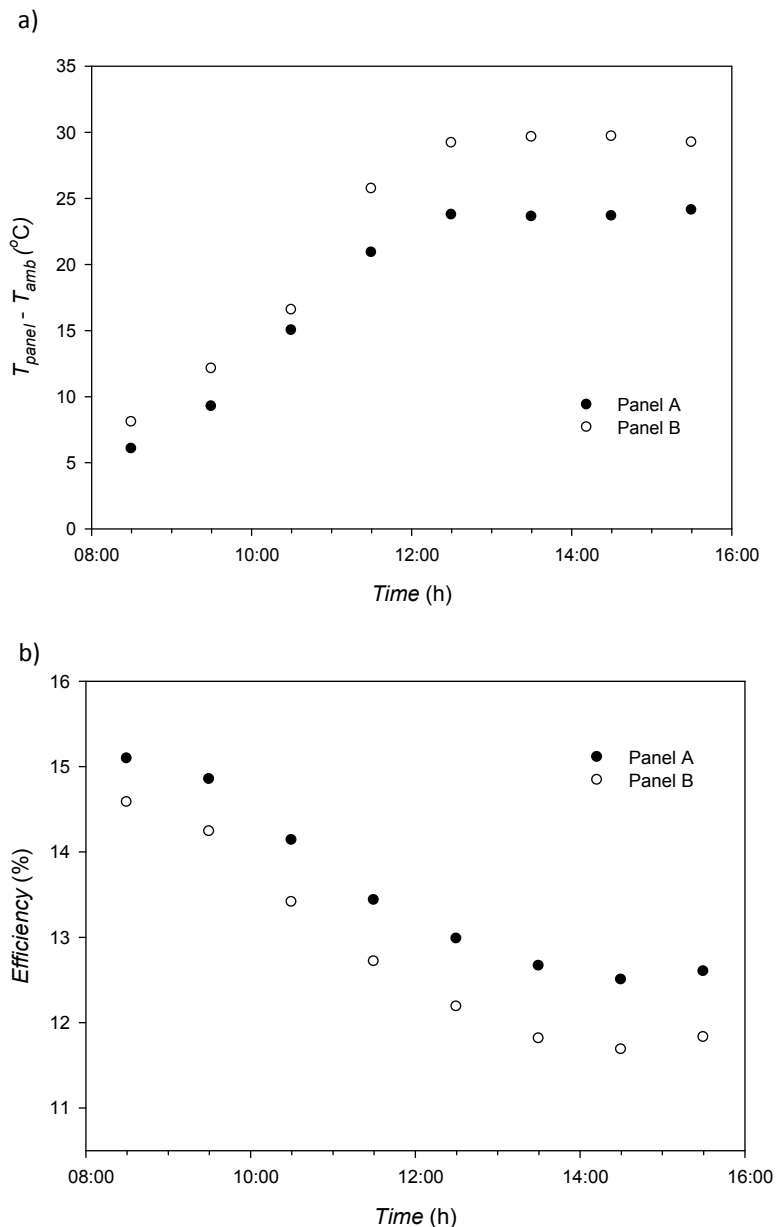 a)
35
30
25
20
15
10
5
0
T_panel - T_amb (°C)
Panel A
Panel B
08:00 10:00 12:00 14:00 16:00
Time (h)
b)
16
15
14
13
12
11
Efficiency (%)
Panel A
Panel B
08:00 10:00 12:00 14:00 16:00
Time (h)